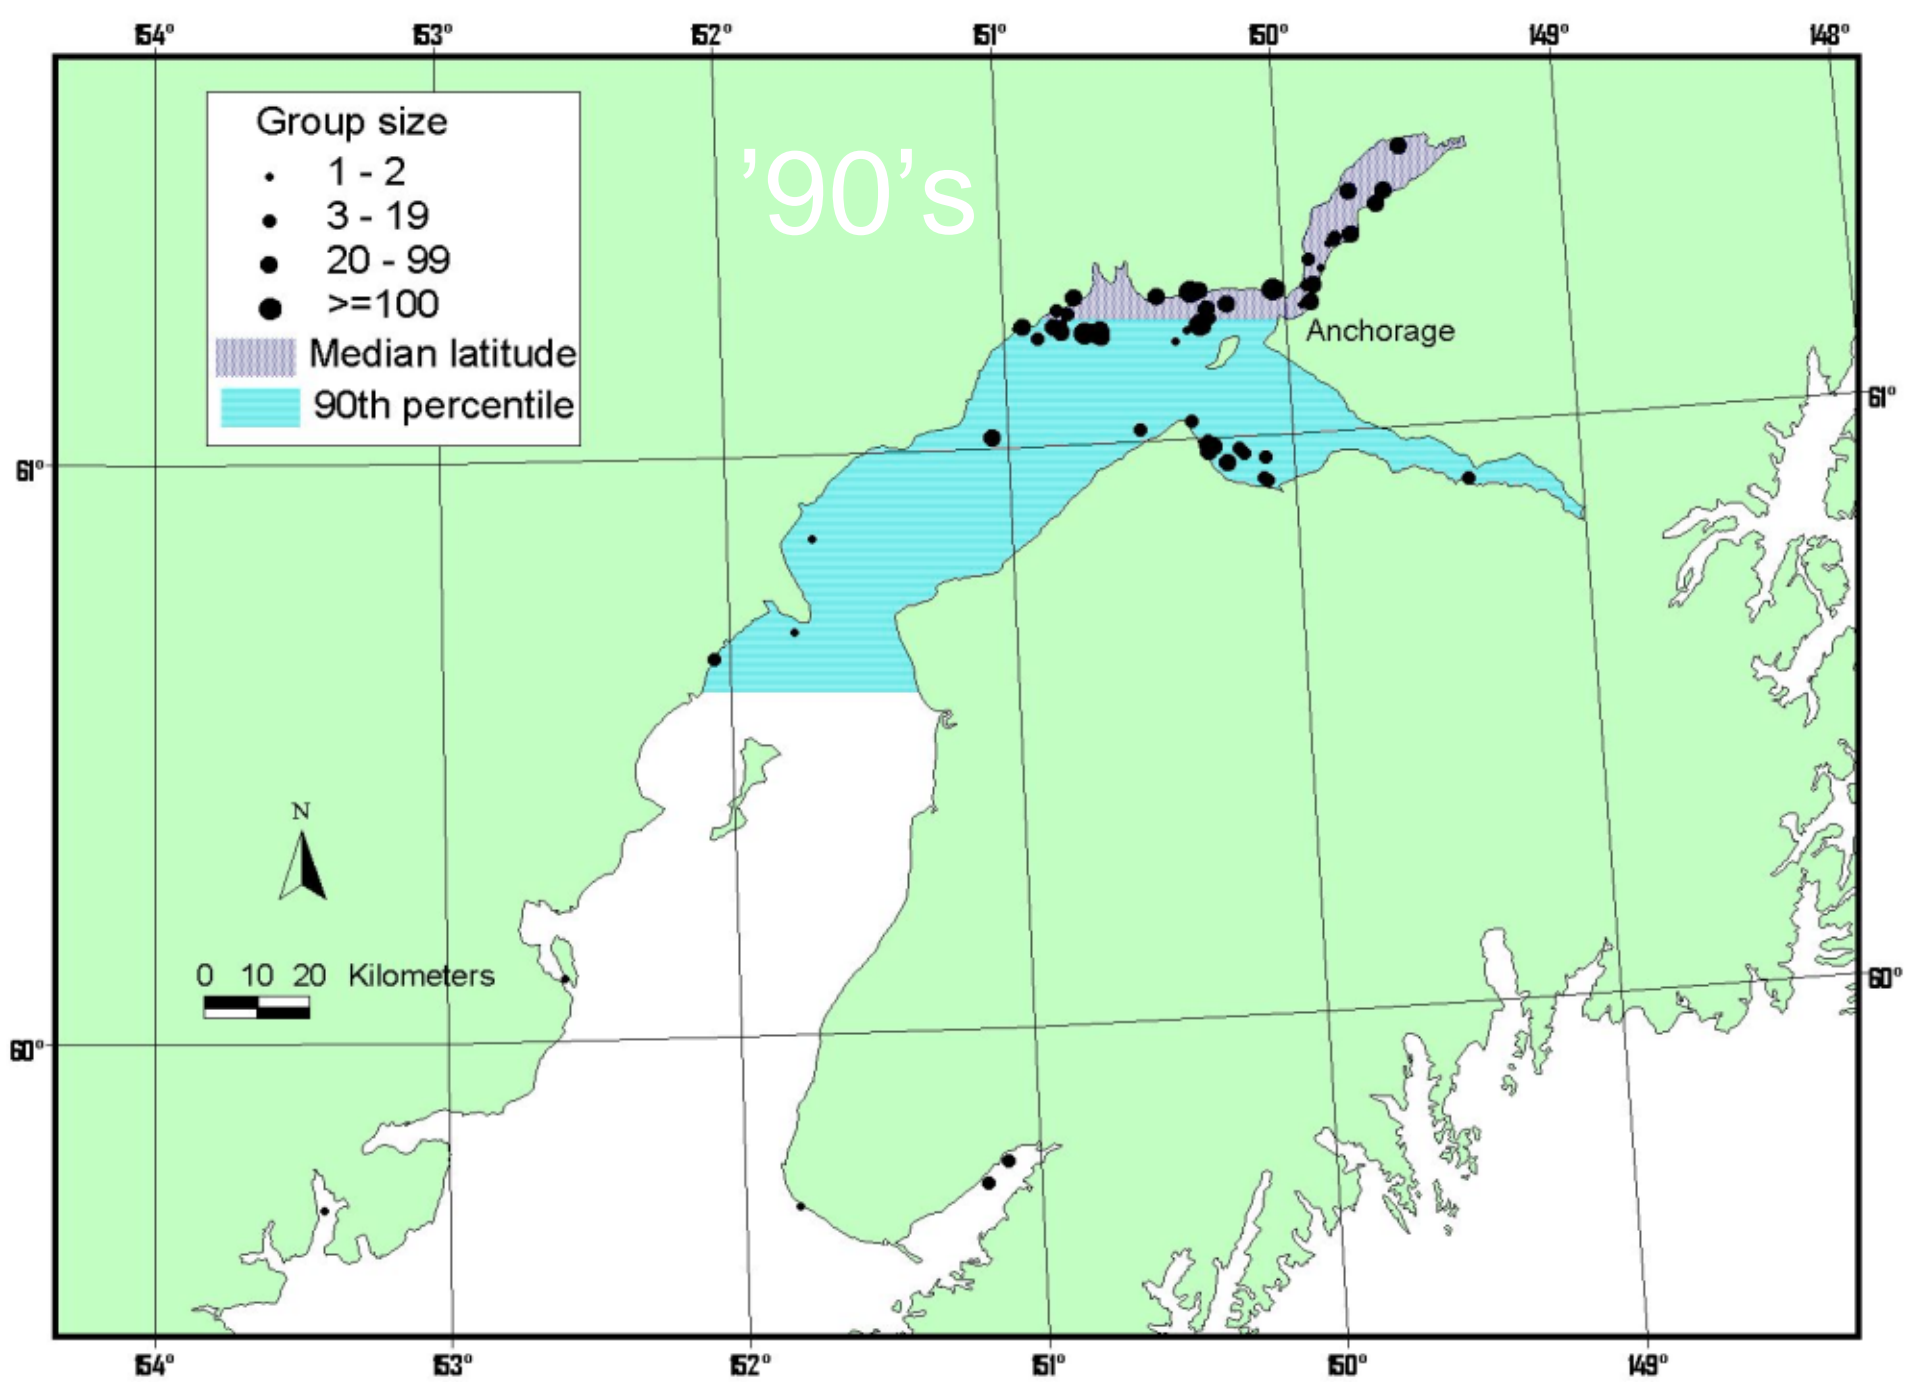 154° 153° 152° 151° 150° 149° 148°
Group size
1 - 2
3 - 19
20 - 99
>=100
Median latitude
90th percentile
’90’s
Anchorage
61°
61°
N
0 10 20 Kilometers
60°
60°
154° 153° 152° 151° 150° 149°